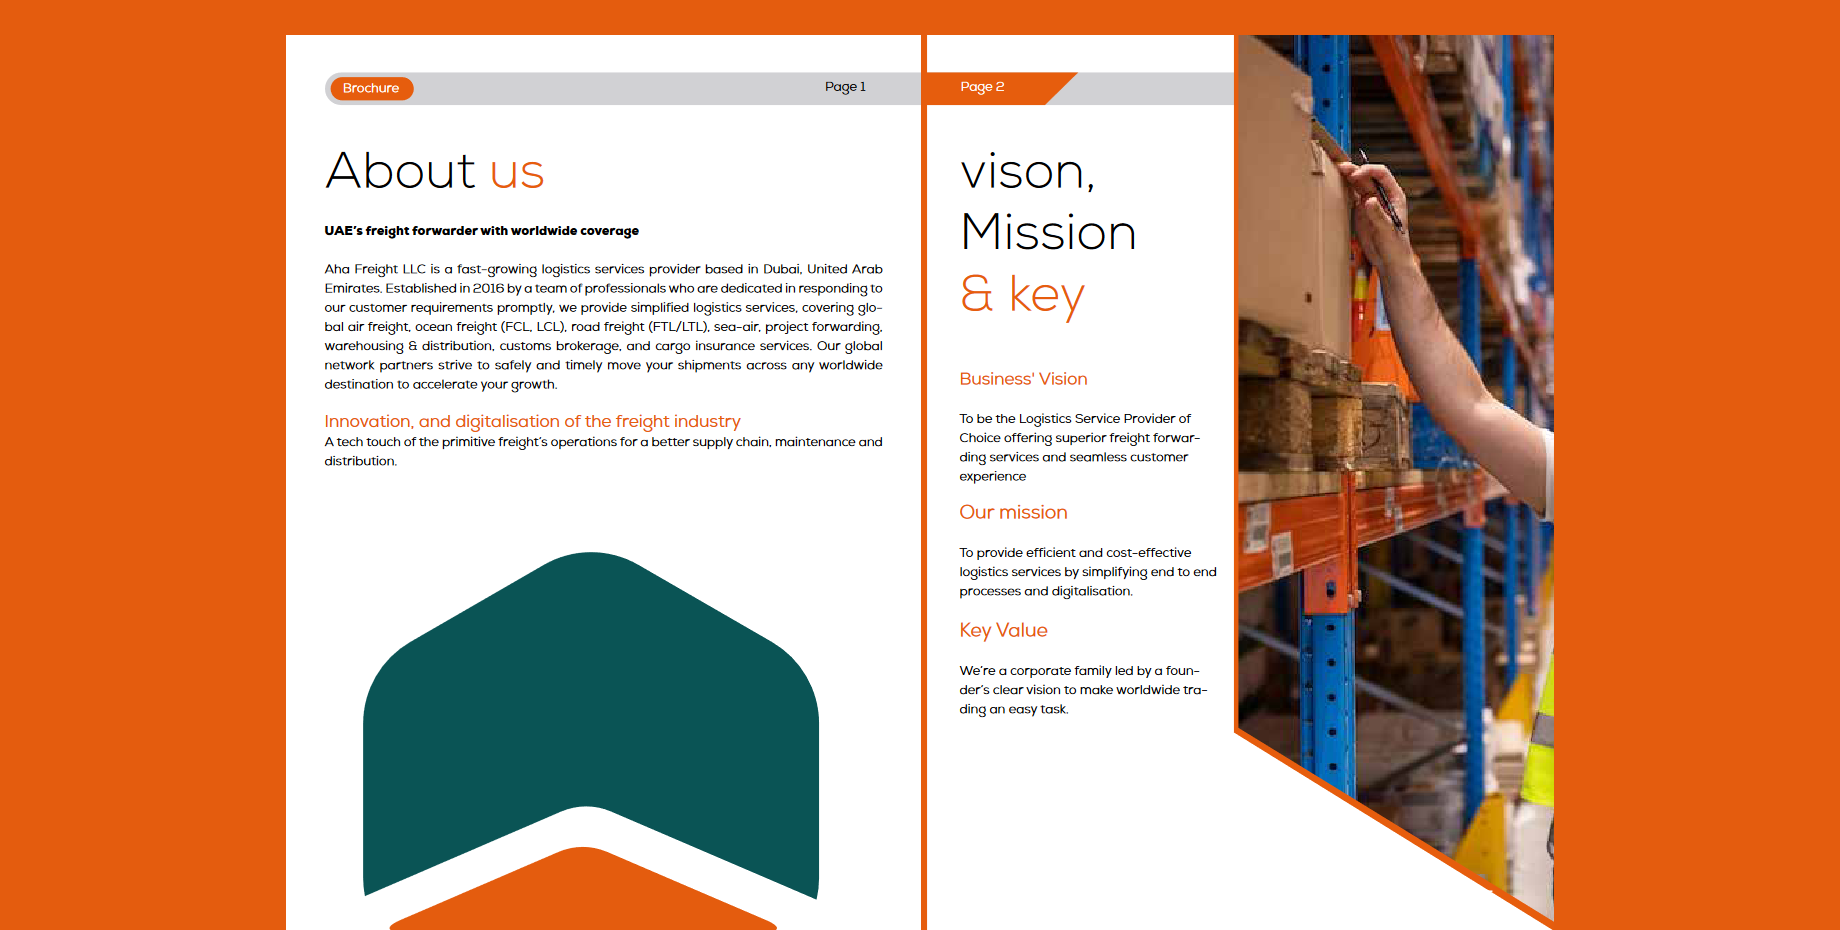 Brochure
Page 1
About us
UAE’s freight forwarder with worldwide coverage
Aha Freight LLC is a fast-growing logistics services provider based in Dubai, United Arab
Emirates. Established in 2016 by a team of professionals who are dedicated in responding to
our customer requirements promptly, we provide simplified logistics services, covering glo-
bal air freight, ocean freight (FCL, LCL), road freight (FTL/LTL), sea-air, project forwarding,
warehousing & distribution, customs brokerage, and cargo insurance services. Our global
network partners strive to safely and timely move your shipments across any worldwide
destination to accelerate your growth.
Innovation, and digitalisation of the freight industry
A tech touch of the primitive freight’s operations for a better supply chain, maintenance and
distribution.
Page 2
vison,
Mission
& key
Business' Vision
To be the Logistics Service Provider of
Choice offering superior freight forwar-
ding services and seamless customer
experience
Our mission
To provide efficient and cost-effective
logistics services by simplifying end to end
processes and digitalisation.
Key Value
We’re a corporate family led by a foun-
der’s clear vision to make worldwide tra-
ding an easy task.